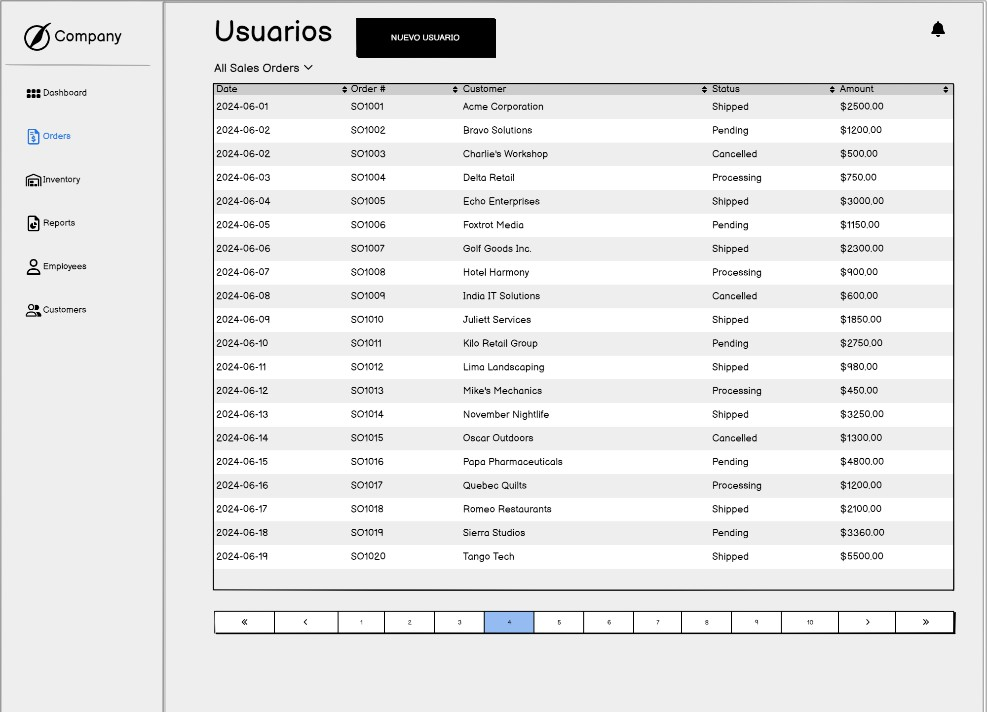 Company
Dashboard
Orders
Inventory
Reports
Employees
Customers
Usuarios
NUEVO USUARIO
All Sales Orders
Date Order # Customer Status Amount
2024-06-01 SO1001 Acme Corporation Shipped $2500.00
2024-06-02 SO1002 Bravo Solutions Pending $1200.00
2024-06-02 SO1003 Charlie's Workshop Cancelled $500.00
2024-06-03 SO1004 Delta Retail Processing $750.00
2024-06-04 SO1005 Echo Enterprises Shipped $3000.00
2024-06-05 SO1006 Foxtrot Media Pending $1150.00
2024-06-06 SO1007 Golf Goods Inc. Shipped $2300.00
2024-06-07 SO1008 Hotel Harmony Processing $900.00
2024-06-08 SO1009 India IT Solutions Cancelled $600.00
2024-06-09 SO1010 Juliett Services Shipped $1850.00
2024-06-10 SO1011 Kilo Retail Group Pending $2750.00
2024-06-11 SO1012 Lima Landscaping Shipped $980.00
2024-06-12 SO1013 Mike's Mechanics Processing $450.00
2024-06-13 SO1014 November Nightlife Shipped $3250.00
2024-06-14 SO1015 Oscar Outdoors Cancelled $1300.00
2024-06-15 SO1016 Papa Pharmaceuticals Pending $4800.00
2024-06-16 SO1017 Quebec Quilts Processing $1200.00
2024-06-17 SO1018 Romeo Restaurants Shipped $2100.00
2024-06-18 SO1019 Sierra Studios Pending $3360.00
2024-06-19 SO1020 Tango Tech Shipped $5500.00
« ‹ 1 2 3 4 5 6 7 8 9 10 › »